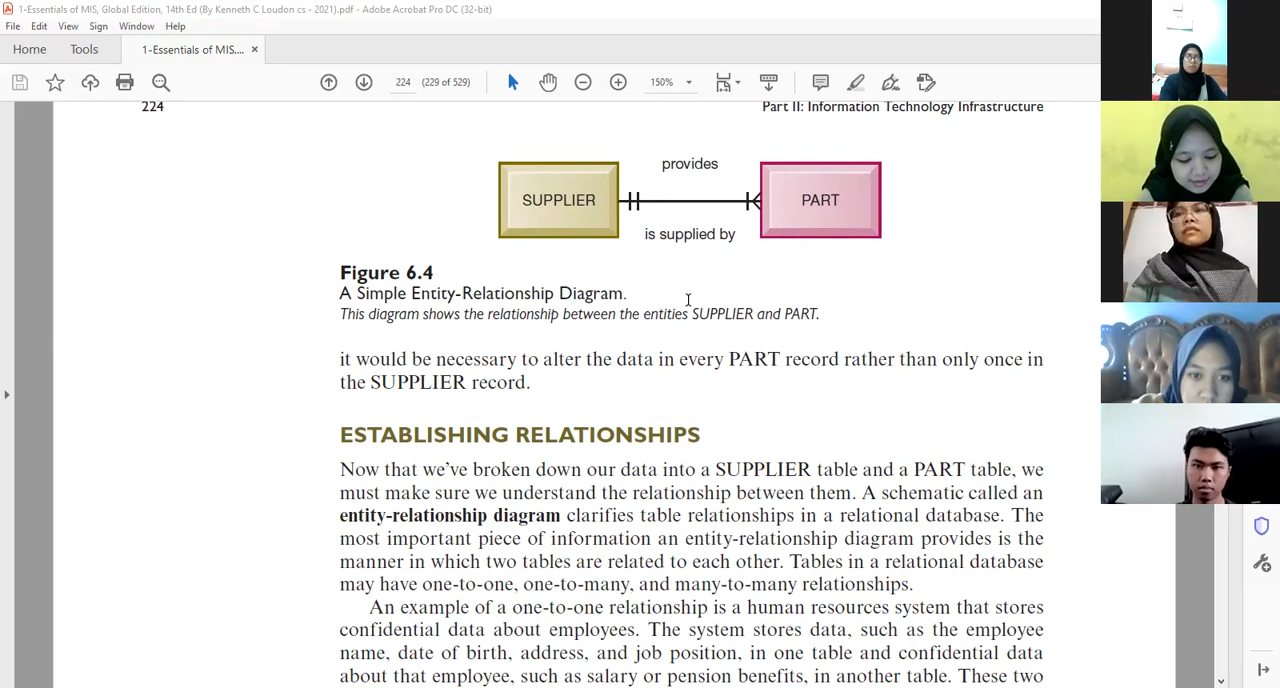 1-Essentials of MIS, Global Edition, 14th Ed (By Kenneth C Loudon cs - 2021).pdf - Adobe Acrobat Pro DC (32-bit)
File Edit View Sign Window Help
Home Tools 1-Essentials of MIS,... ×
224 (229 of 529) 150%
224 Part II: Information Technology Infrastructure
provides
SUPPLIER PART
is supplied by
Figure 6.4
A Simple Entity-Relationship Diagram.
This diagram shows the relationship between the entities SUPPLIER and PART.
it would be necessary to alter the data in every PART record rather than only once in
the SUPPLIER record.
ESTABLISHING RELATIONSHIPS
Now that we've broken down our data into a SUPPLIER table and a PART table, we
must make sure we understand the relationship between them. A schematic called an
entity-relationship diagram clarifies table relationships in a relational database. The
most important piece of information an entity-relationship diagram provides is the
manner in which two tables are related to each other. Tables in a relational database
may have one-to-one, one-to-many, and many-to-many relationships.
An example of a one-to-one relationship is a human resources system that stores
confidential data about employees. The system stores data, such as the employee
name, date of birth, address, and job position, in one table and confidential data
about that employee, such as salary or pension benefits, in another table. These two